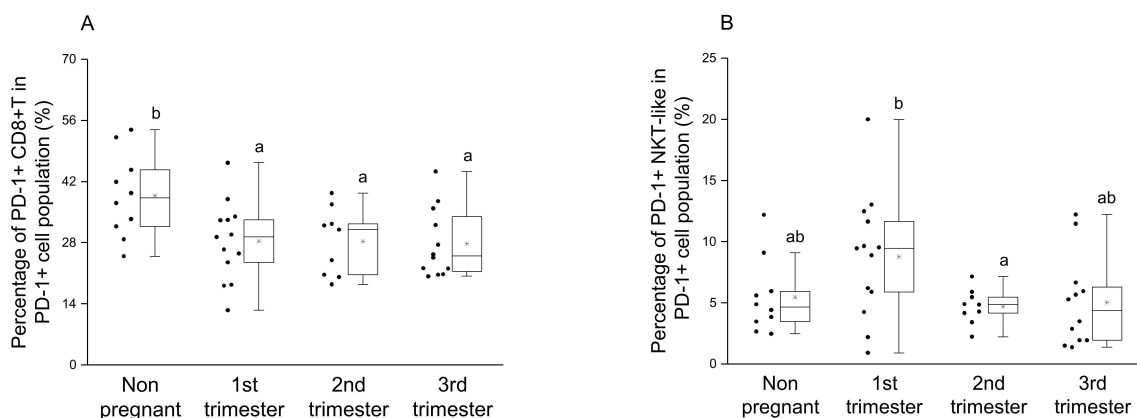 A
Percentage of PD-1+ CD8+T in
PD-1+ cell population (%)
70
56
42
28
14
0
b
a
a
a
Non
pregnant
1st
trimester
2nd
trimester
3rd
trimester
B
Percentage of PD-1+ NKT-like in
PD-1+ cell population (%)
25
20
15
10
5
0
ab
b
a
ab
Non
pregnant
1st
trimester
2nd
trimester
3rd
trimester